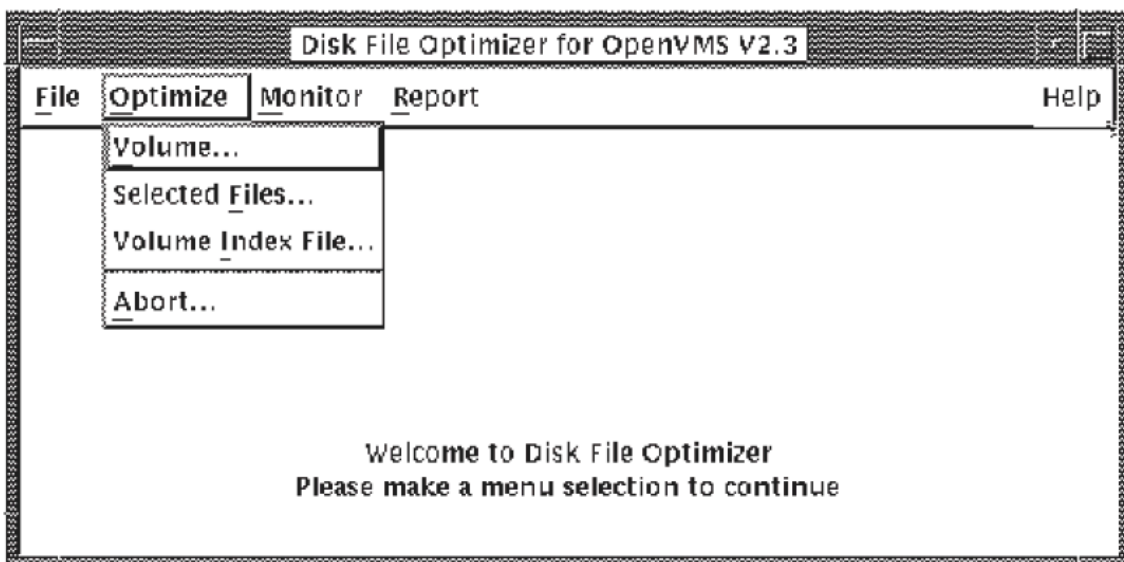 Disk File Optimizer for OpenVMS V2.3
File Optimize Monitor Report Help
Volume...
Selected Files...
Volume Index File...
Abort...
Welcome to Disk File Optimizer
Please make a menu selection to continue